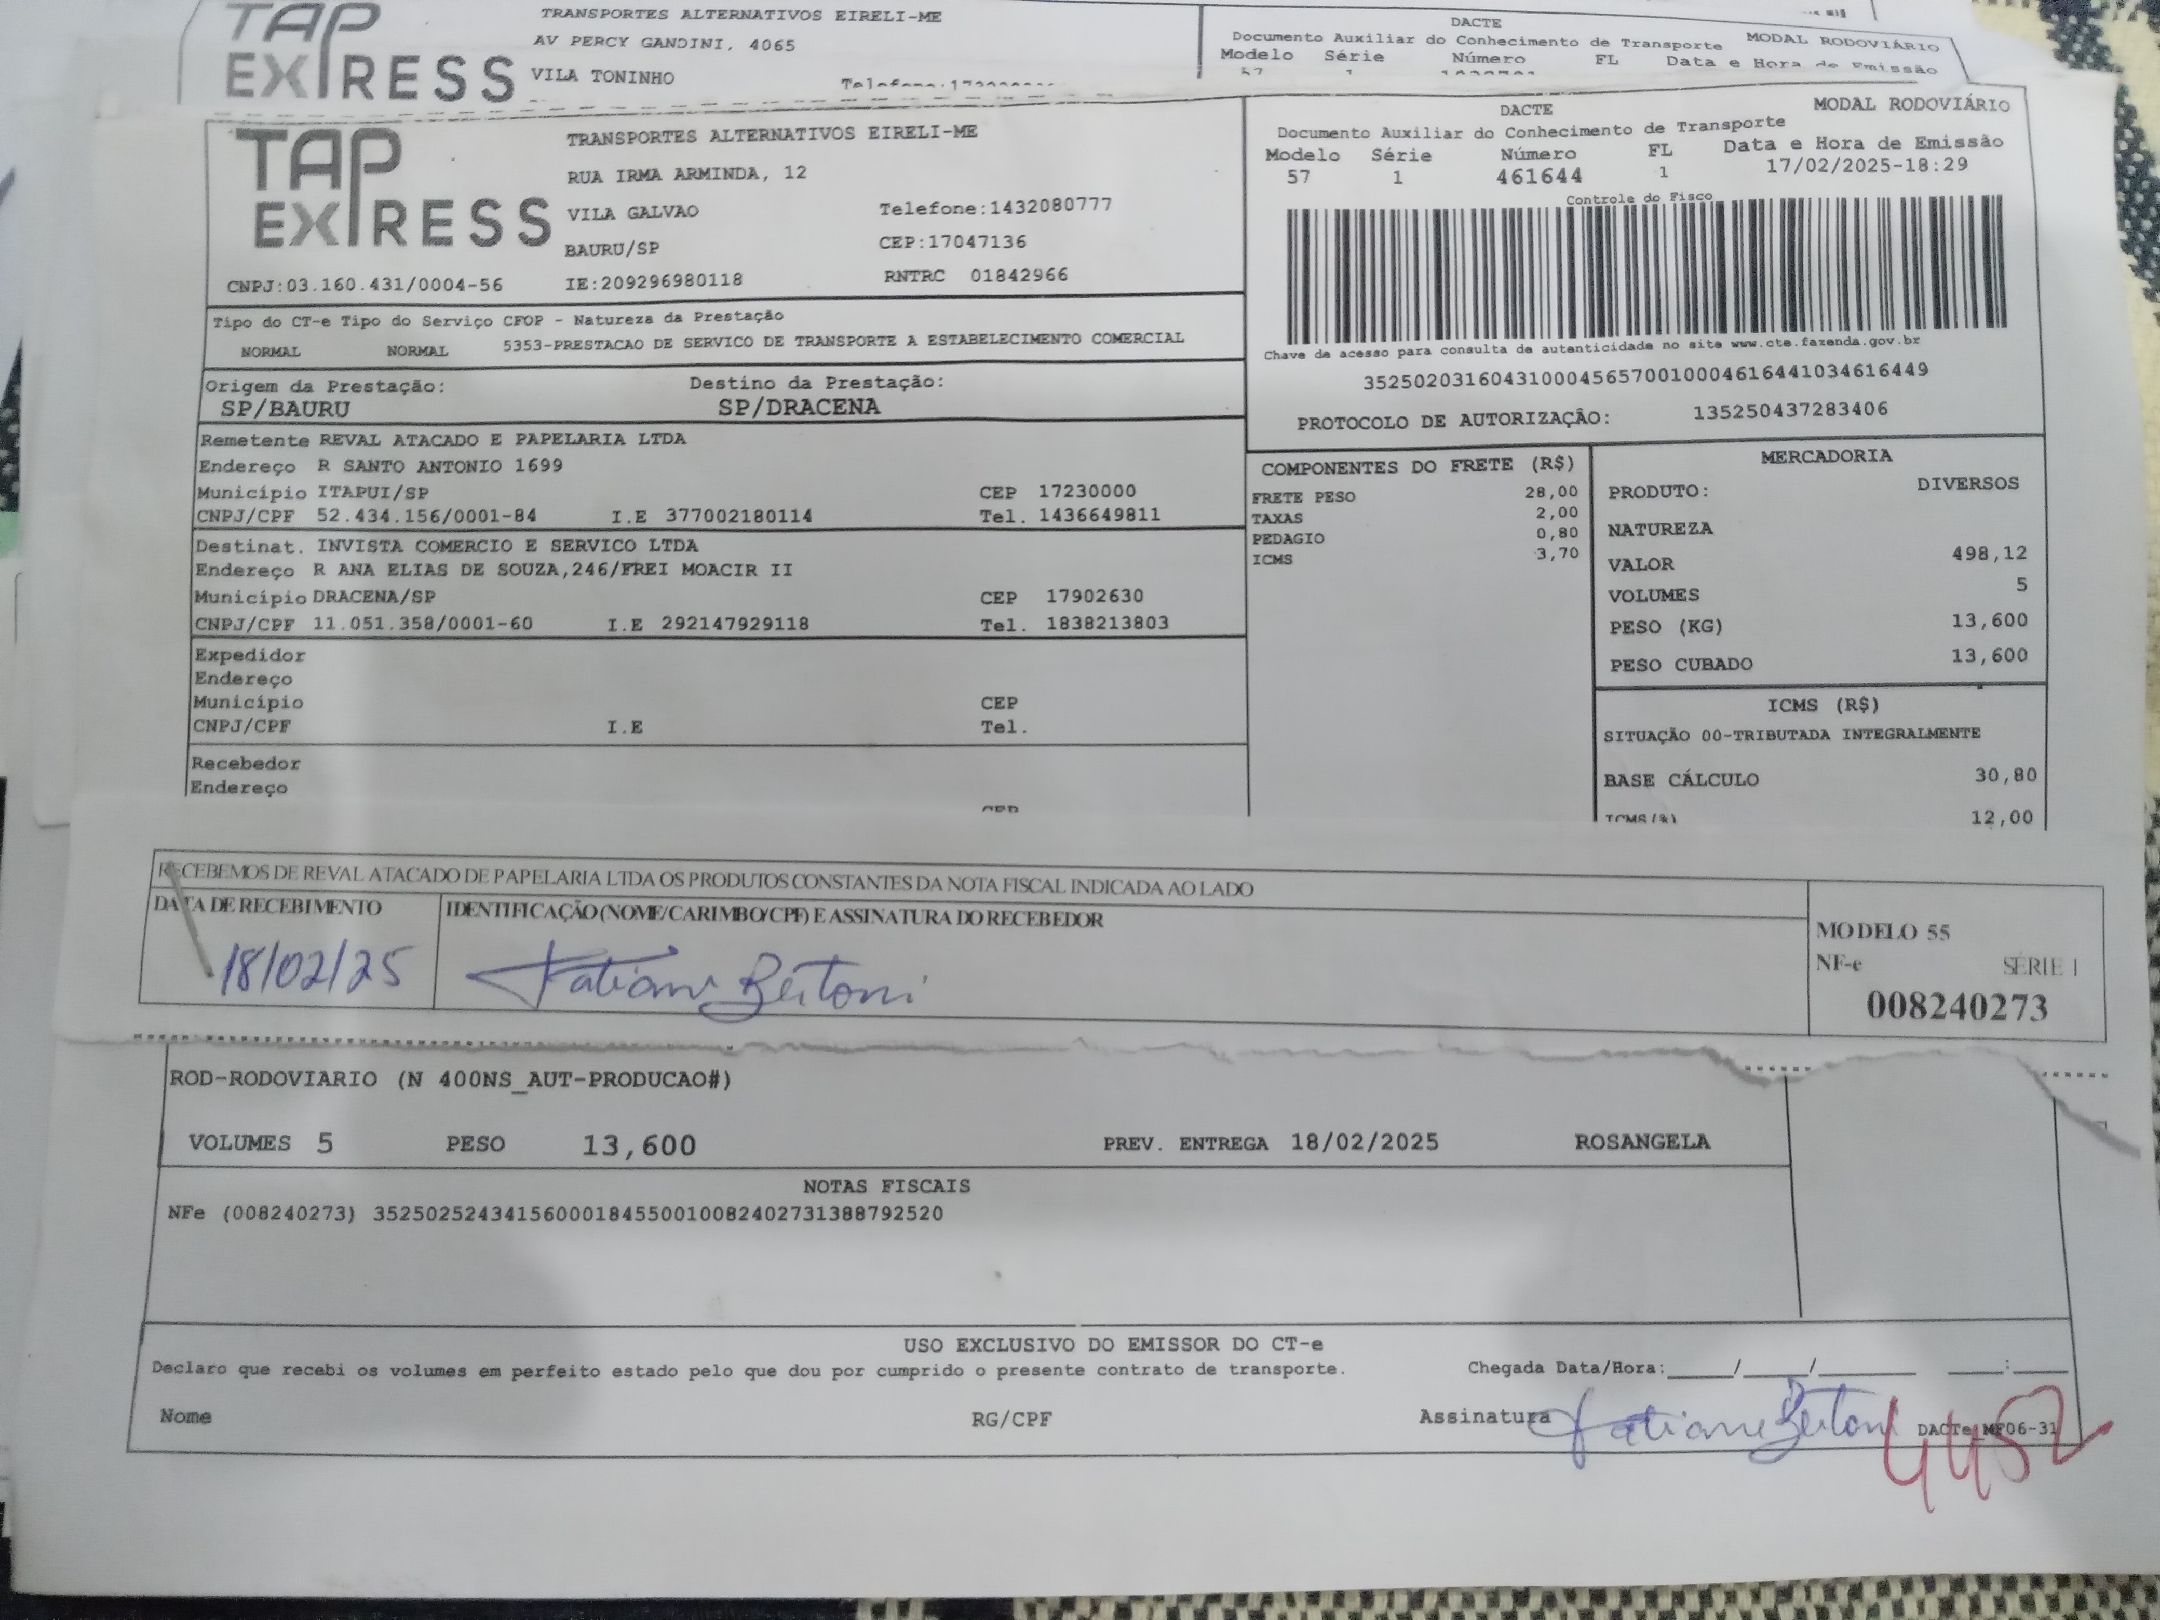 TAP EXPRESS
TRANSPORTES ALTERNATIVOS EIRELI-ME
AV PERCY GANDINI, 4065
VILA TONINHO
DACTE
Documento Auxiliar do Conhecimento de Transporte
MODAL RODOVIÁRIO
Modelo Série Número FL Data e Hora de Emissão
57 1
TAP EXPRESS
TRANSPORTES ALTERNATIVOS EIRELI-ME
RUA IRMA ARMINDA, 12
VILA GALVAO Telefone:1432080777
BAURU/SP CEP:17047136
CNPJ:03.160.431/0004-56 IE:209296980118 RNTRC 01842966
DACTE MODAL RODOVIÁRIO
Documento Auxiliar do Conhecimento de Transporte
Modelo Série Número FL Data e Hora de Emissão
57 1 461644 1 17/02/2025-18:29
Controle do Fisco
Chave de acesso para consulta de autenticidade no site www.cte.fazenda.gov.br
35250203160431000456570010004616441034616449
PROTOCOLO DE AUTORIZAÇÃO: 135250437283406
Tipo do CT-e Tipo do Serviço CFOP - Natureza da Prestação
NORMAL NORMAL 5353-PRESTACAO DE SERVICO DE TRANSPORTE A ESTABELECIMENTO COMERCIAL
Origem da Prestação: Destino da Prestação:
SP/BAURU SP/DRACENA
Remetente REVAL ATACADO E PAPELARIA LTDA
Endereço R SANTO ANTONIO 1699
Município ITAPUI/SP CEP 17230000
CNPJ/CPF 52.434.156/0001-84 I.E 377002180114 Tel. 1436649811
Destinat. INVISTA COMERCIO E SERVICO LTDA
Endereço R ANA ELIAS DE SOUZA,246/FREI MOACIR II
Município DRACENA/SP CEP 17902630
CNPJ/CPF 11.051.358/0001-60 I.E 292147929118 Tel. 1838213803
Expedidor
Endereço
Município CEP
CNPJ/CPF I.E Tel.
Recebedor
Endereço
COMPONENTES DO FRETE (R$)
FRETE PESO 28,00
TAXAS 2,00
PEDAGIO 0,80
ICMS 3,70
MERCADORIA
PRODUTO: DIVERSOS
NATUREZA
VALOR 498,12
VOLUMES 5
PESO (KG) 13,600
PESO CUBADO 13,600
ICMS (R$)
SITUAÇÃO 00-TRIBUTADA INTEGRALMENTE
BASE CÁLCULO 30,80
ICMS(%) 12,00
RECEBEMOS DE REVAL ATACADO DE PAPELARIA LTDA OS PRODUTOS CONSTANTES DA NOTA FISCAL INDICADA AO LADO
DATA DE RECEBIMENTO IDENTIFICAÇÃO (NOME/CARIMBO/CPF) E ASSINATURA DO RECEBEDOR
18/02/25 Tatiane Bertoni
MODELO 55
NF-e SÉRIE 1
008240273
ROD-RODOVIARIO (N 400NS_AUT-PRODUCAO#)
VOLUMES 5 PESO 13,600 PREV. ENTREGA 18/02/2025 ROSANGELA
NOTAS FISCAIS
NFe (008240273) 35250252434156000184550010082402731388792520
USO EXCLUSIVO DO EMISSOR DO CT-e
Declaro que recebi os volumes em perfeito estado pelo que dou por cumprido o presente contrato de transporte. Chegada Data/Hora:____/____/______ ____:____
Nome RG/CPF Assinatura Tatiane Bertoni DACTe_MF06-31
4452